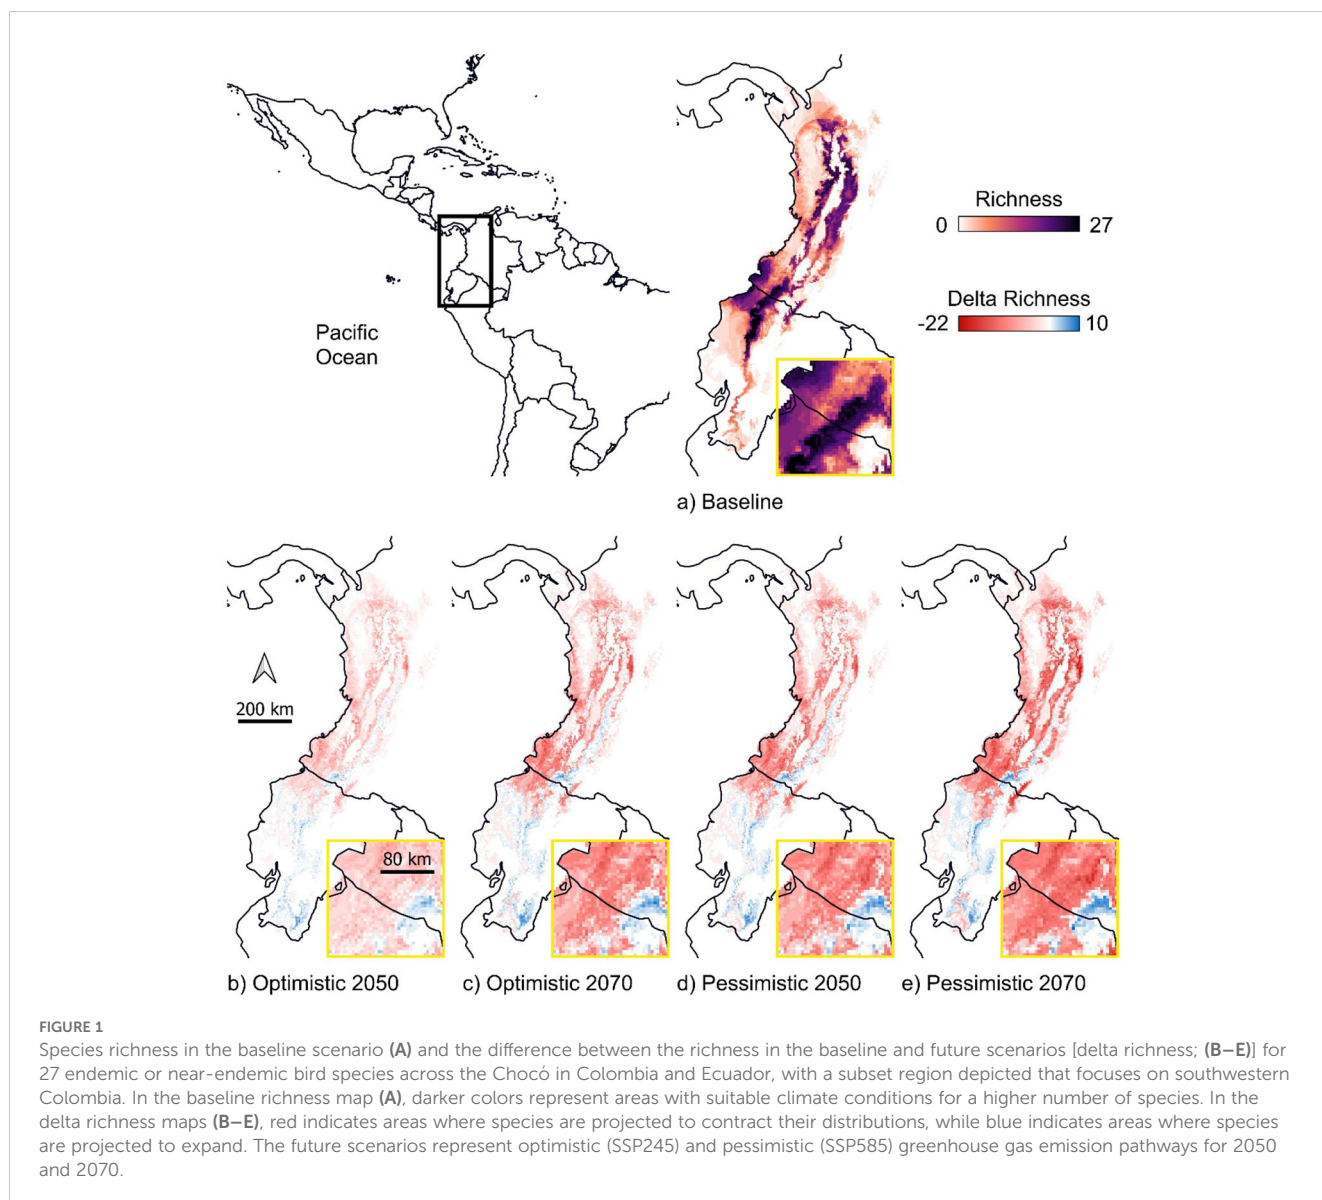 Pacific
Ocean
Richness
0 27
Delta Richness
-22 10
a) Baseline
200 km
80 km
b) Optimistic 2050
c) Optimistic 2070
d) Pessimistic 2050
e) Pessimistic 2070
FIGURE 1
Species richness in the baseline scenario (A) and the difference between the richness in the baseline and future scenarios [delta richness; (B–E)] for
27 endemic or near-endemic bird species across the Chocó in Colombia and Ecuador, with a subset region depicted that focuses on southwestern
Colombia. In the baseline richness map (A), darker colors represent areas with suitable climate conditions for a higher number of species. In the
delta richness maps (B–E), red indicates areas where species are projected to contract their distributions, while blue indicates areas where species
are projected to expand. The future scenarios represent optimistic (SSP245) and pessimistic (SSP585) greenhouse gas emission pathways for 2050
and 2070.